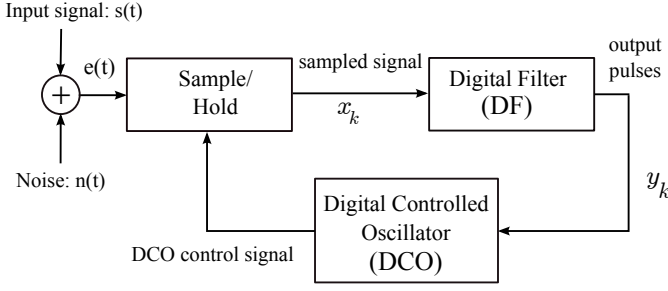 Input signal: s(t)
e(t)
+
Noise: n(t)
Sample/
Hold
sampled signal
x_k
Digital Filter
(DF)
output
pulses
y_k
Digital Controlled
Oscillator
(DCO)
DCO control signal